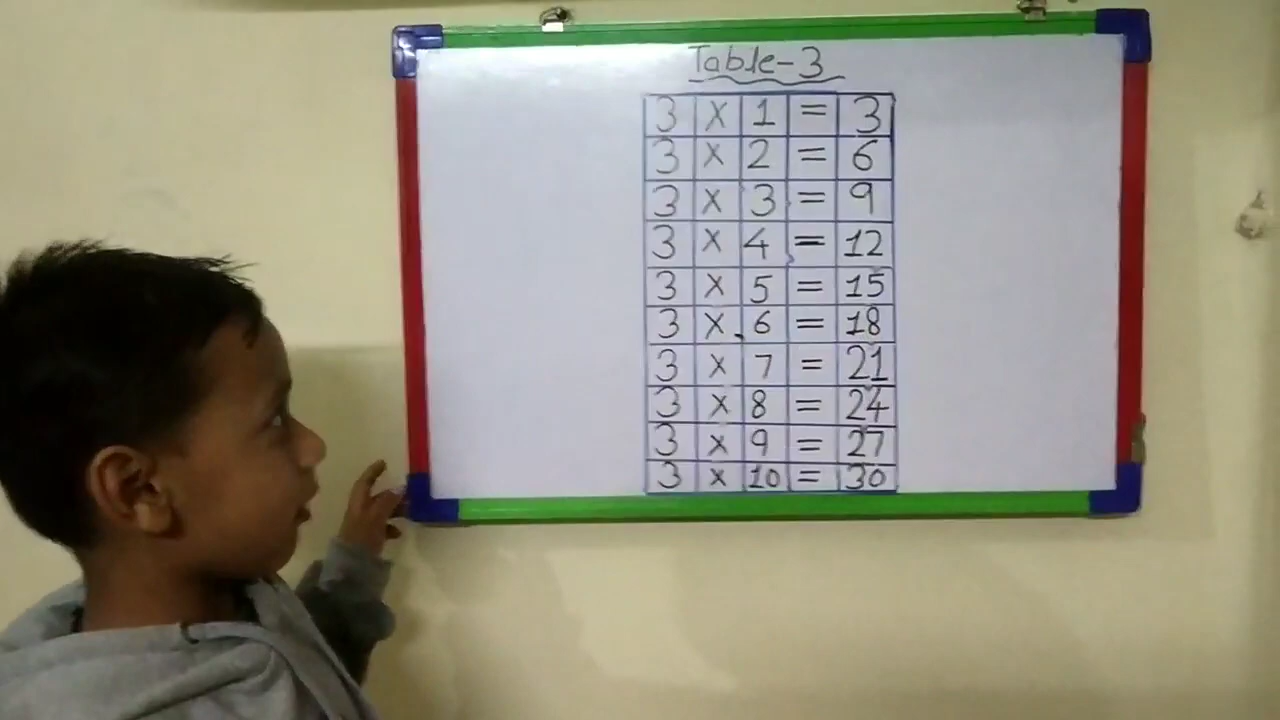 Table-3
3 x 1 = 3
3 x 2 = 6
3 x 3 = 9
3 x 4 = 12
3 x 5 = 15
3 x 6 = 18
3 x 7 = 21
3 x 8 = 24
3 x 9 = 27
3 x 10 = 30